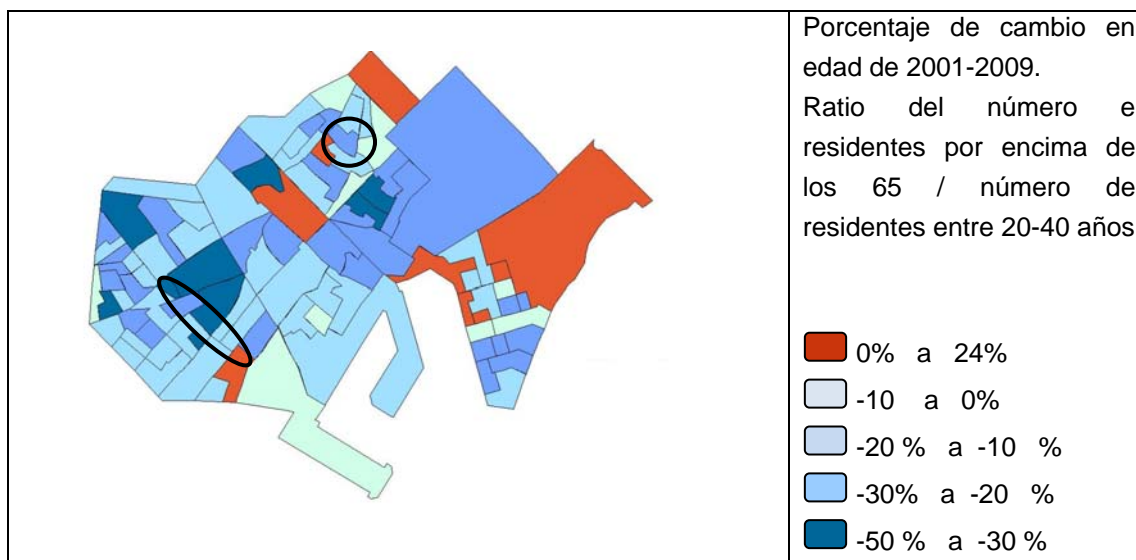 Porcentaje de cambio en
edad de 2001-2009.
Ratio del número e
residentes por encima de
los 65 / número de
residentes entre 20-40 años
0% a 24%
-10 a 0%
-20 % a -10 %
-30% a -20 %
-50 % a -30 %